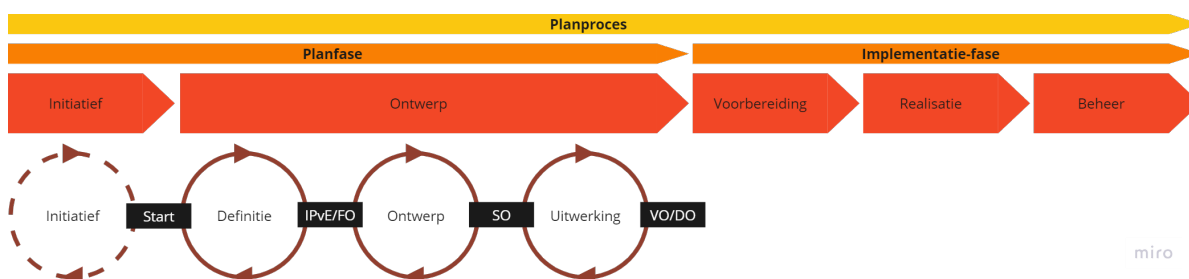 Planproces
Planfase
Implementatie-fase
Initiatief
Ontwerp
Voorbereiding
Realisatie
Beheer
Initiatief
Start
Definitie
IPvE/FO
Ontwerp
SO
Uitwerking
VO/DO
miro